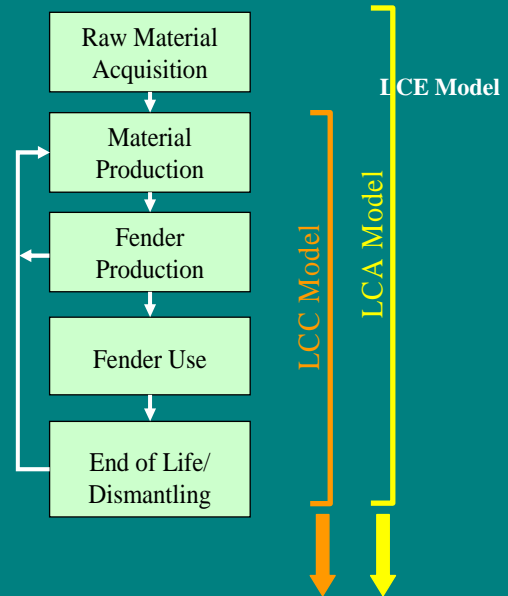 Raw Material
Acquisition
LCE Model
Material
Production
Fender
Production
LCC Model
LCA Model
Fender Use
End of Life/
Dismantling